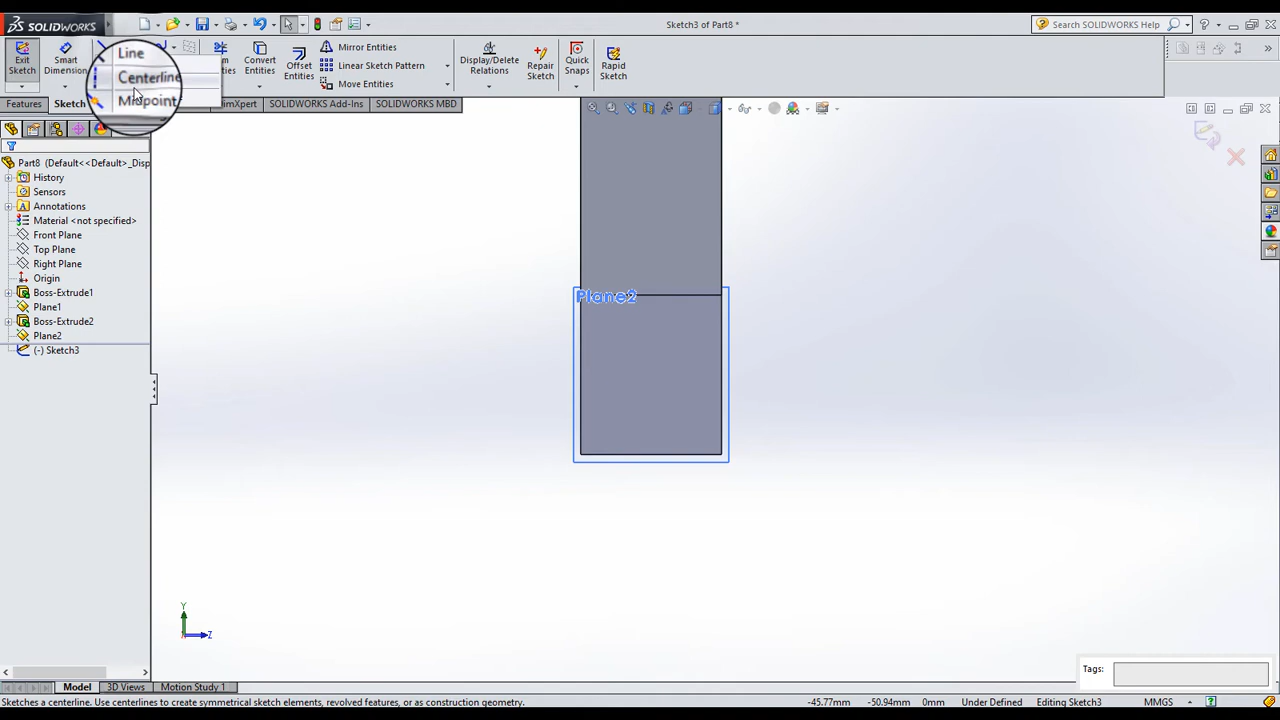 SOLIDWORKS
Sketch3 of Part8 *
Search SOLIDWORKS Help
Exit Sketch
Smart Dimension
Line
Centerline
Midpoint
Convert Entities
Offset Entities
Mirror Entities
Linear Sketch Pattern
Move Entities
Display/Delete Relations
Repair Sketch
Quick Snaps
Rapid Sketch
Features
Sketch
SOLIDWORKS Add-Ins
SOLIDWORKS MBD
Part8 (Default<<Default>_Disp
History
Sensors
Annotations
Material <not specified>
Front Plane
Top Plane
Right Plane
Origin
Boss-Extrude1
Plane1
Boss-Extrude2
Plane2
(-) Sketch3
Plane2
Y
Z
Tags:
Model
3D Views
Motion Study 1
Sketches a centerline. Use centerlines to create symmetrical sketch elements, revolved features, or as construction geometry.
-45.77mm
-50.94mm
0mm
Under Defined
Editing Sketch3
MMGS